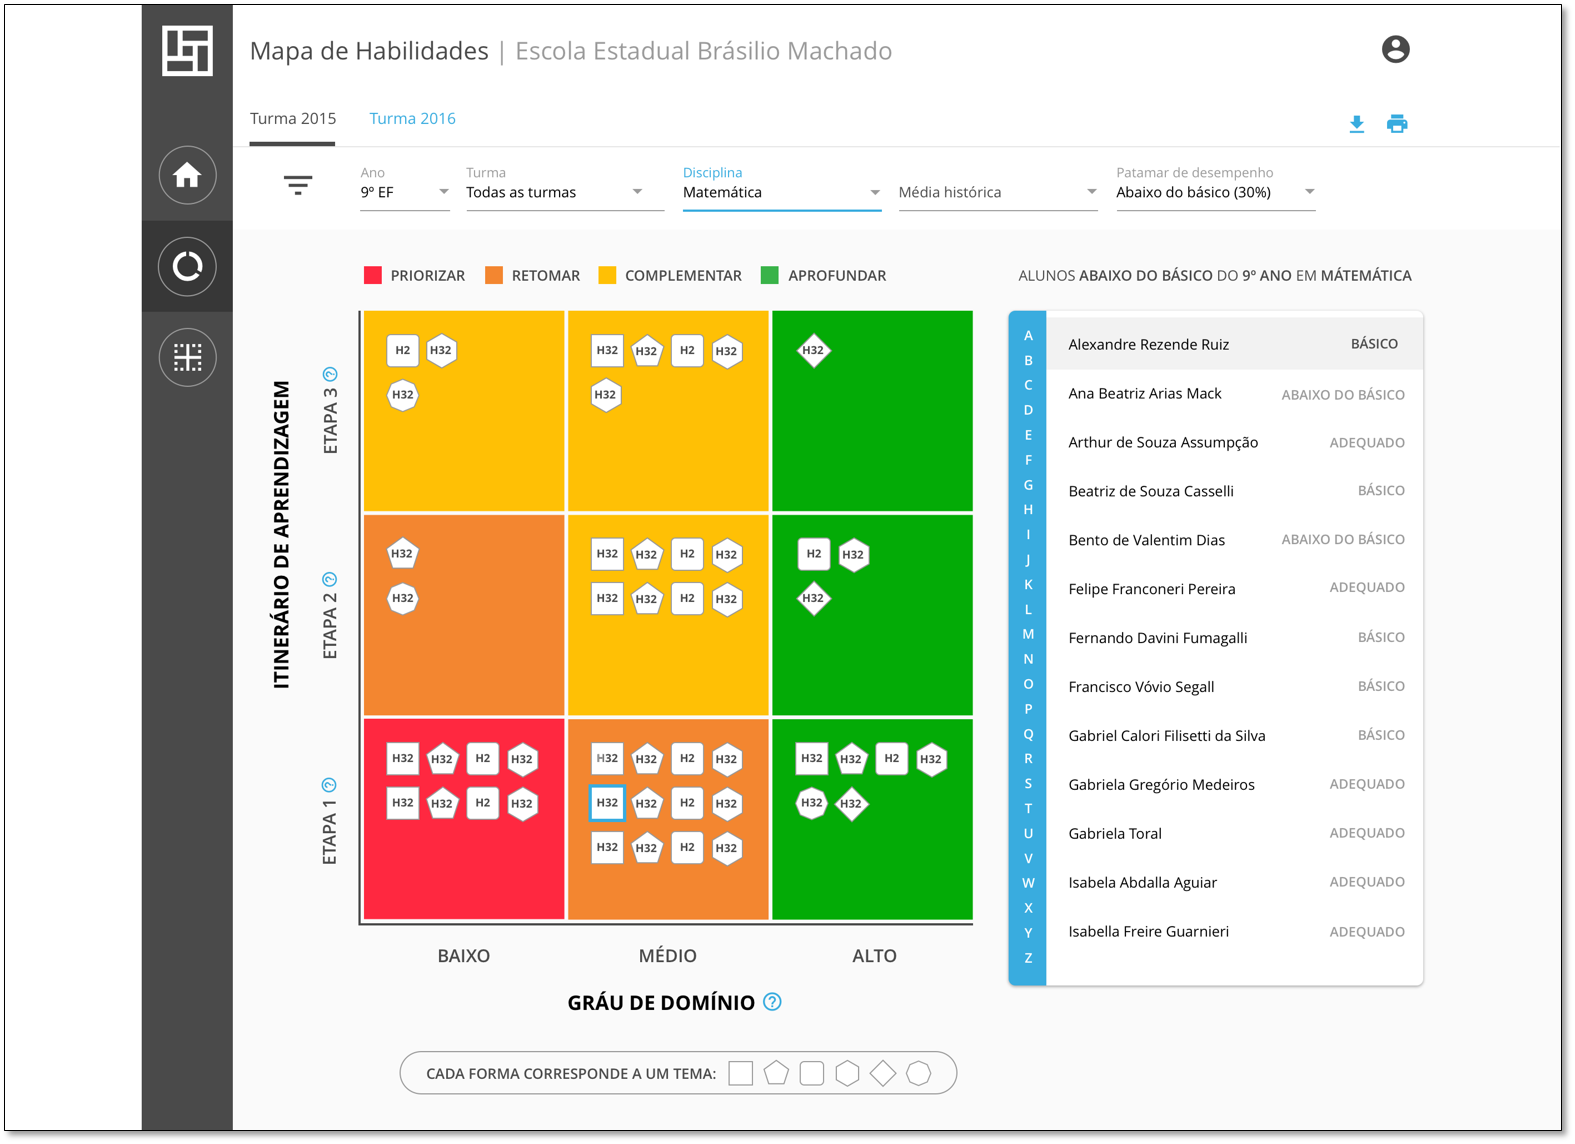 Mapa de Habilidades | Escola Estadual Brásilio Machado
Turma 2015 Turma 2016
Ano
9º EF
Turma
Todas as turmas
Disciplina
Matemática
Média histórica
Patamar de desempenho
Abaixo do básico (30%)
PRIORIZAR RETOMAR COMPLEMENTAR APROFUNDAR
ITINERÁRIO DE APRENDIZAGEM
ETAPA 3 ?
H2 H32
H32
H32 H32 H2 H32
H32
H32
ETAPA 2 ?
H32
H32
H32 H32 H2 H32
H32 H32 H2 H32
H2 H32
H32
ETAPA 1 ?
H32 H32 H2 H32
H32 H32 H2 H32
H32 H32 H2 H32
H32 H32 H2 H32
H32 H32 H2 H32
H32 H32 H2 H32
H32 H32
BAIXO MÉDIO ALTO
GRÁU DE DOMÍNIO ?
CADA FORMA CORRESPONDE A UM TEMA:
ALUNOS ABAIXO DO BÁSICO DO 9º ANO EM MÁTEMÁTICA
A
B
C
D
E
F
G
H
I
J
K
L
M
N
O
P
Q
R
S
T
U
V
W
X
Y
Z
Alexandre Rezende Ruiz BÁSICO
Ana Beatriz Arias Mack ABAIXO DO BÁSICO
Arthur de Souza Assumpção ADEQUADO
Beatriz de Souza Casselli BÁSICO
Bento de Valentim Dias ABAIXO DO BÁSICO
Felipe Franconeri Pereira ADEQUADO
Fernando Davini Fumagalli BÁSICO
Francisco Vóvio Segall BÁSICO
Gabriel Calori Filisetti da Silva BÁSICO
Gabriela Gregório Medeiros ADEQUADO
Gabriela Toral ADEQUADO
Isabela Abdalla Aguiar ADEQUADO
Isabella Freire Guarnieri ADEQUADO